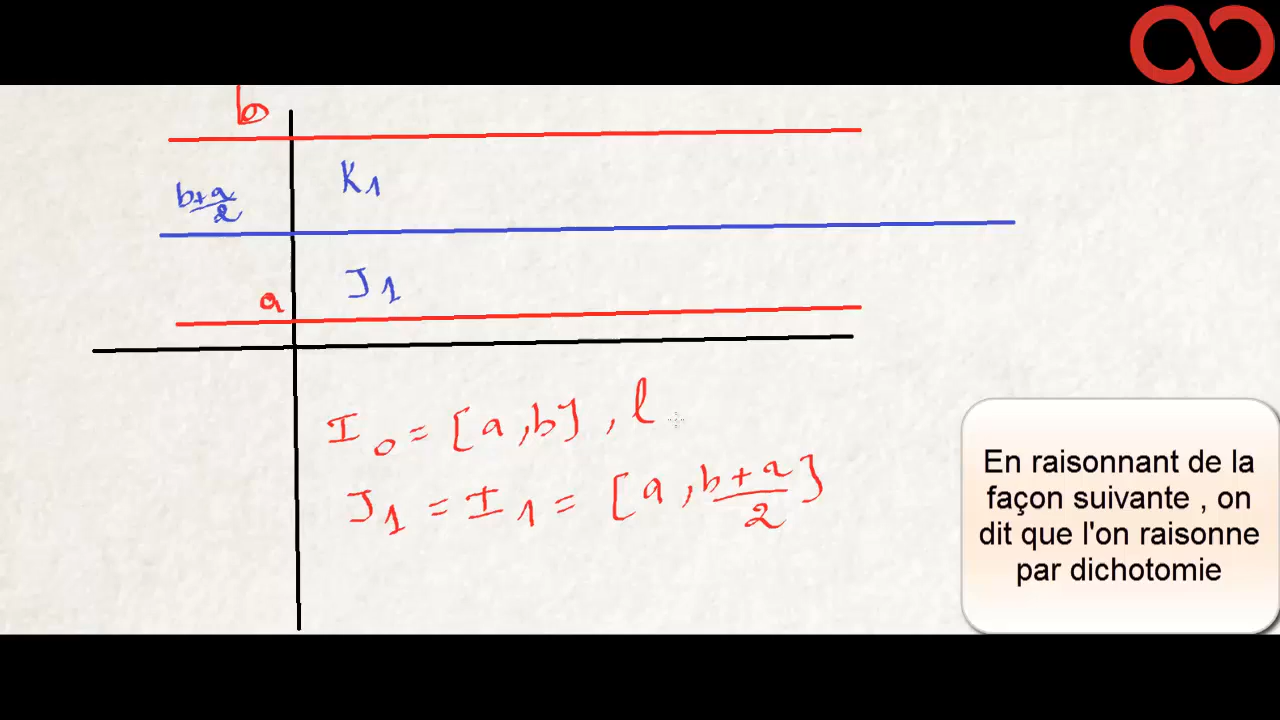 b
K1
b+a/2
J1
a
I0 = [a,b] , l
J1 = I1 = [a, b+a/2]
En raisonnant de la
façon suivante , on
dit que l'on raisonne
par dichotomie